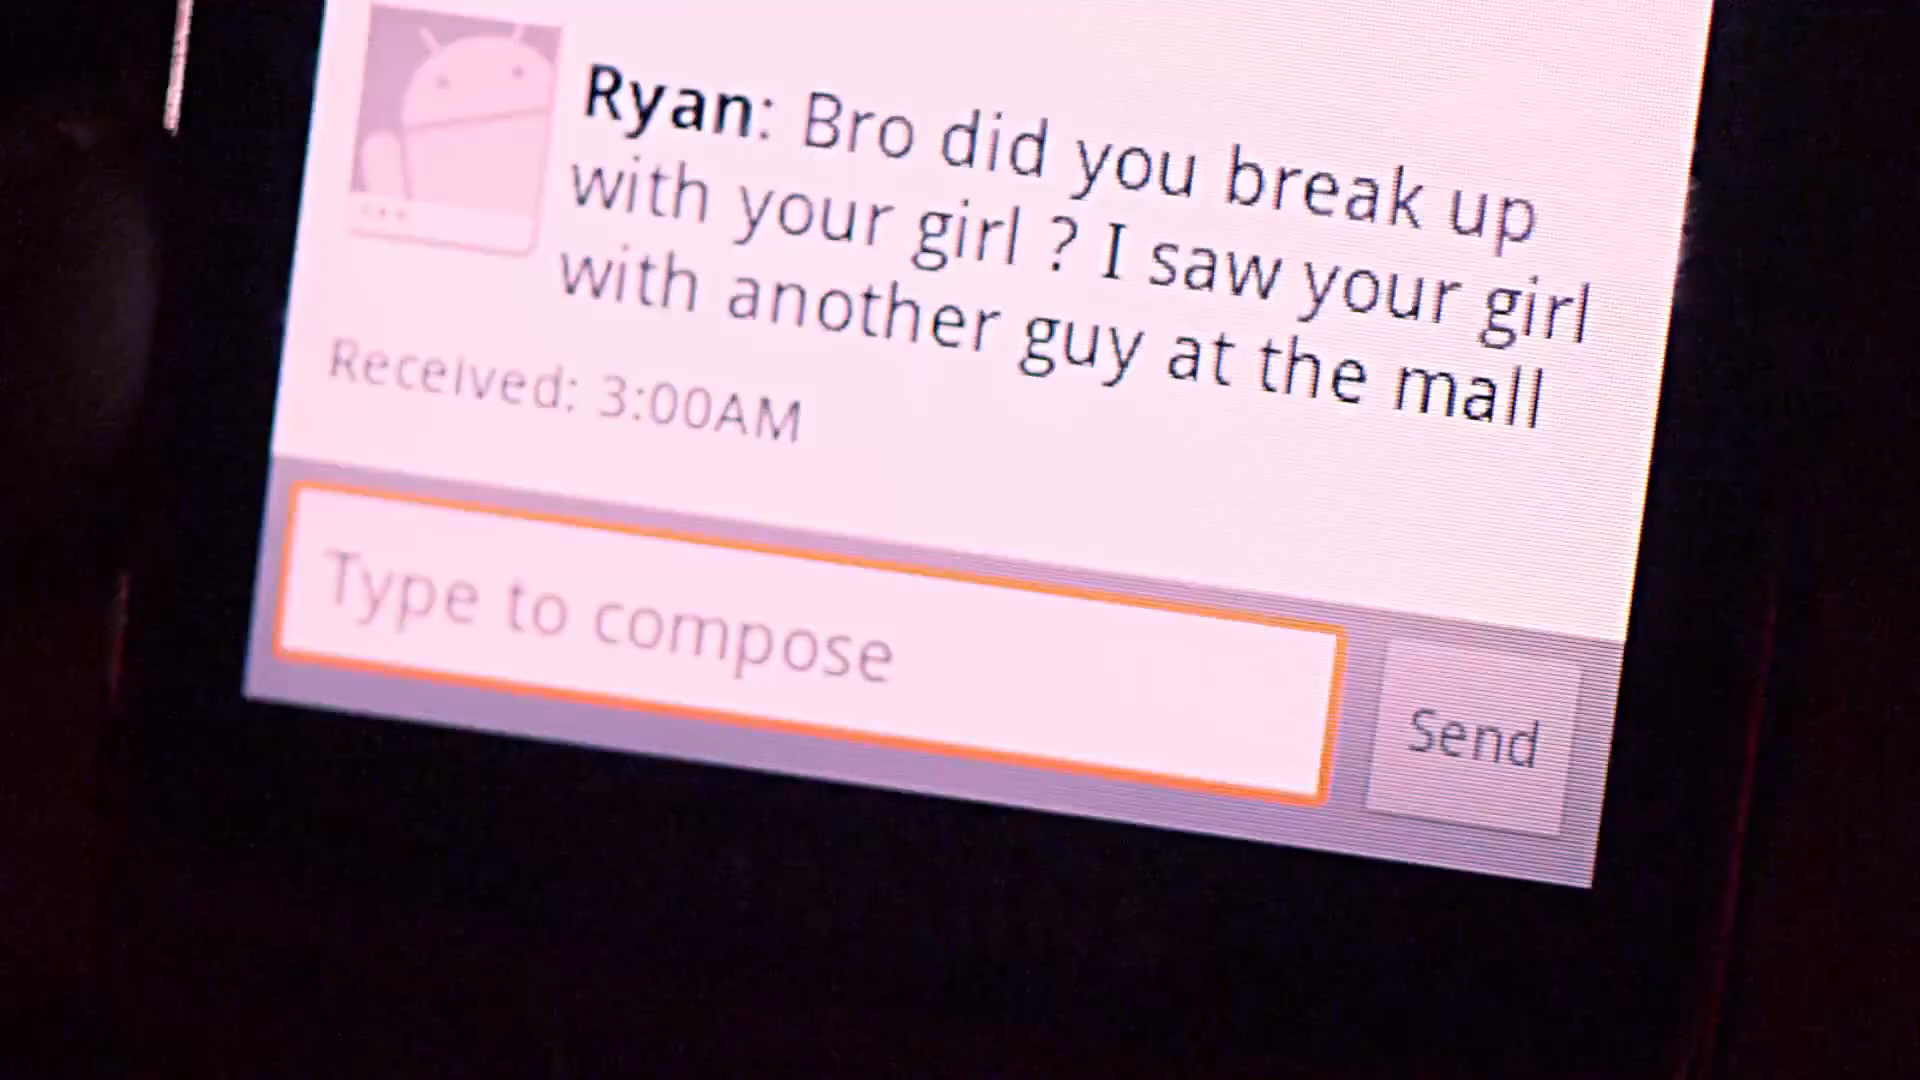 Ryan: Bro did you break up
with your girl ? I saw your girl
with another guy at the mall
Received: 3:00AM
Type to compose
Send